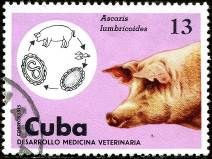 Ascaris
lumbricoides
13
Cuba
DESARROLLO MEDICINA VETERINARIA